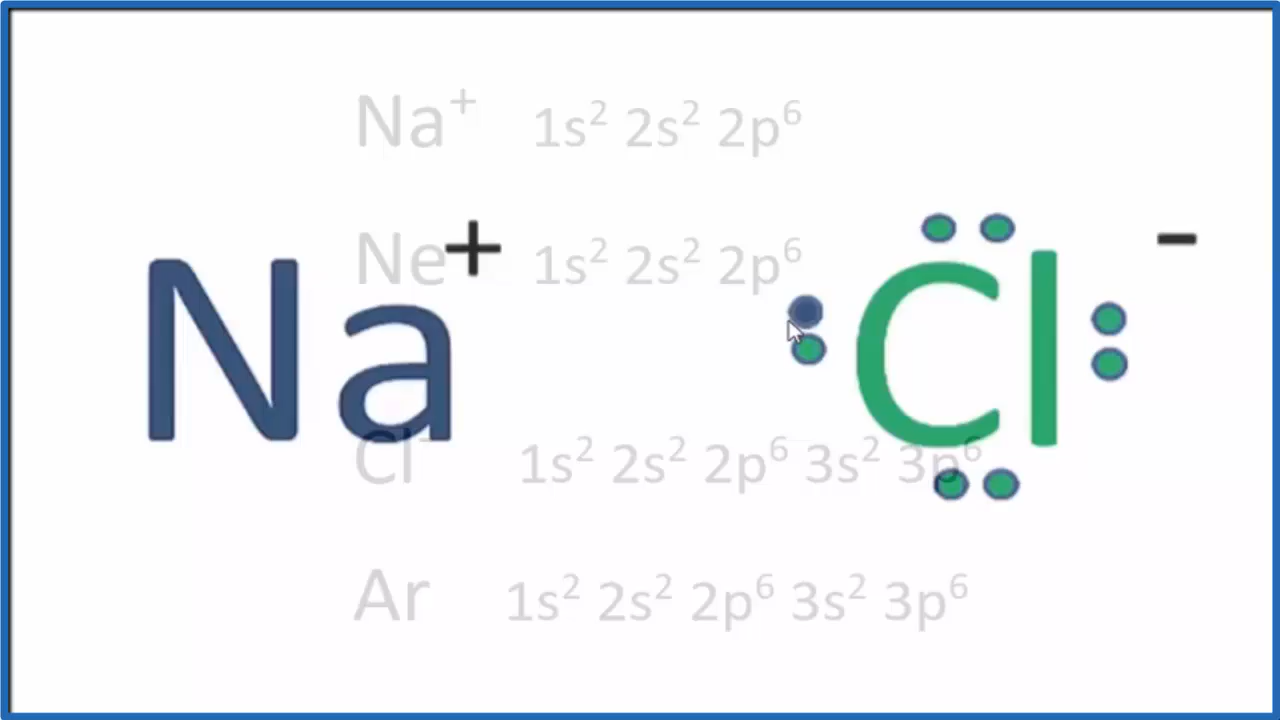 Na⁺ 1s² 2s² 2p⁶
Ne 1s² 2s² 2p⁶
Na⁺ Cl⁻
Cl⁻ 1s² 2s² 2p⁶ 3s² 3p⁶
Ar 1s² 2s² 2p⁶ 3s² 3p⁶